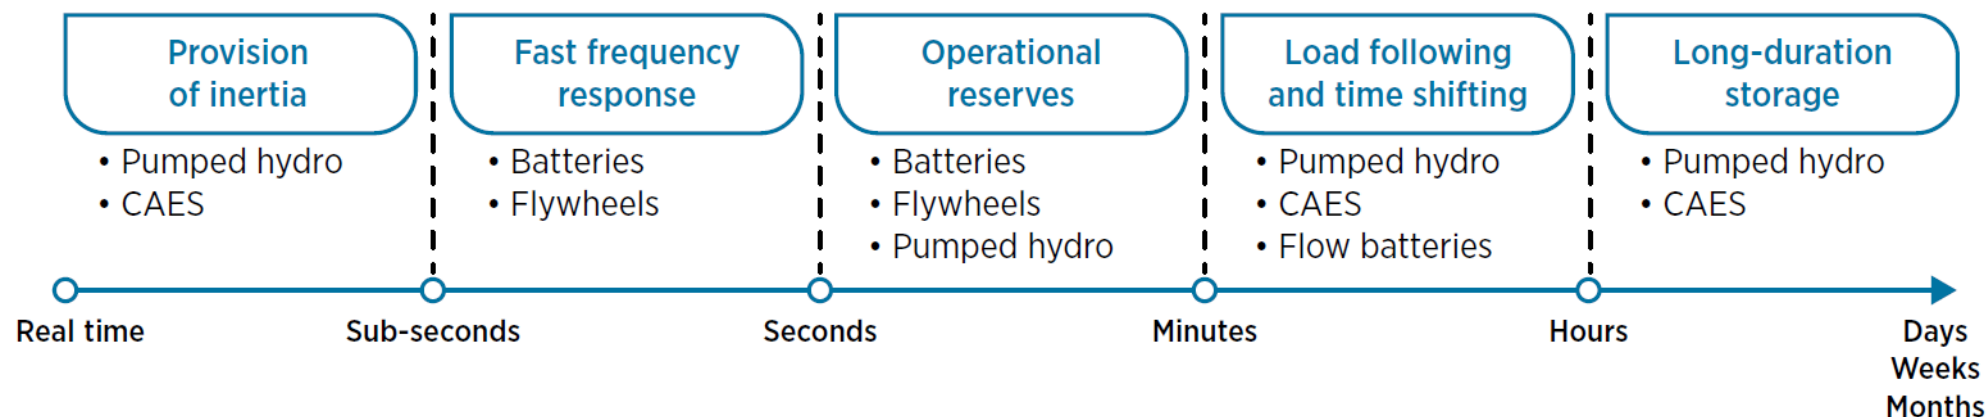 Provision
of inertia
• Pumped hydro
• CAES
Fast frequency
response
• Batteries
• Flywheels
Operational
reserves
• Batteries
• Flywheels
• Pumped hydro
Load following
and time shifting
• Pumped hydro
• CAES
• Flow batteries
Long-duration
storage
• Pumped hydro
• CAES
Real time
Sub-seconds
Seconds
Minutes
Hours
Days
Weeks
Months